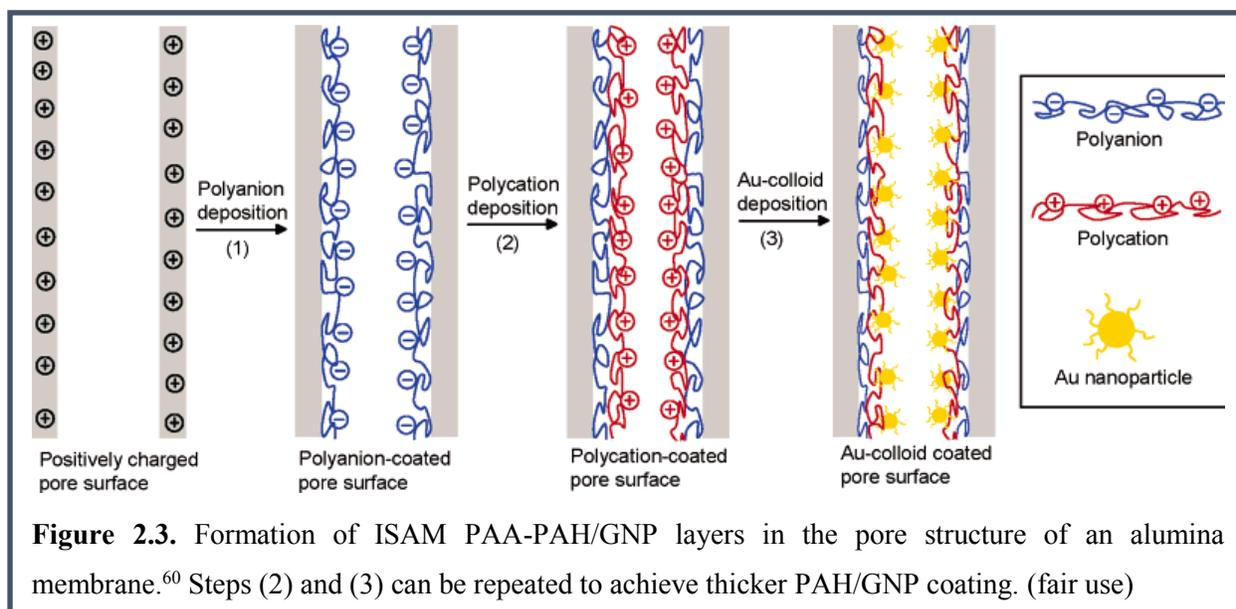 Polyanion
deposition
(1)
Polycation
deposition
(2)
Au-colloid
deposition
(3)
Positively charged
pore surface
Polyanion-coated
pore surface
Polycation-coated
pore surface
Au-colloid coated
pore surface
Polyanion
Polycation
Au nanoparticle
Figure 2.3. Formation of ISAM PAA-PAH/GNP layers in the pore structure of an alumina
membrane.⁶⁰ Steps (2) and (3) can be repeated to achieve thicker PAH/GNP coating. (fair use)